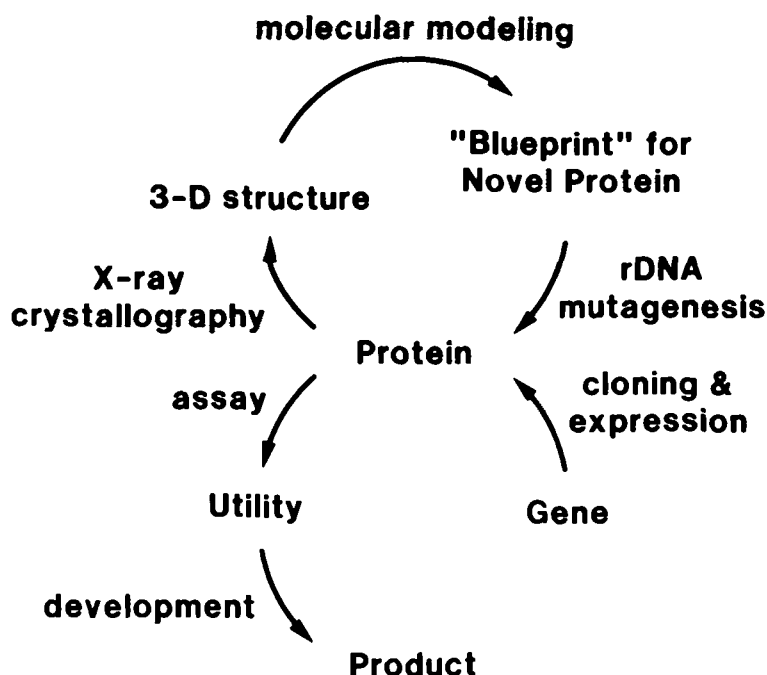 molecular modeling
"Blueprint" for
Novel Protein
3-D structure
X-ray
crystallography
rDNA
mutagenesis
Protein
assay
cloning &
expression
Utility
Gene
development
Product